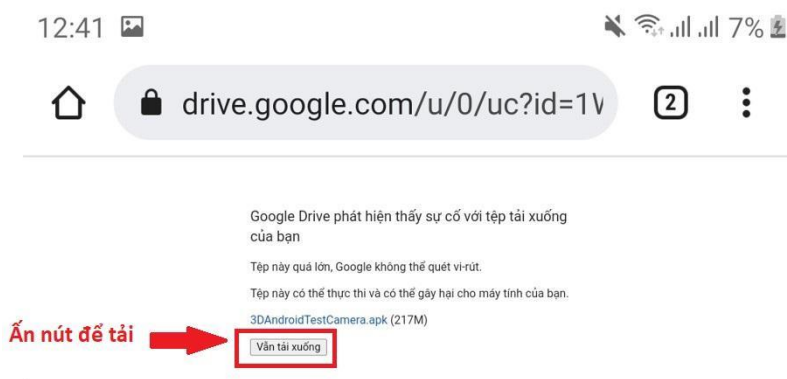 12:41 7%
drive.google.com/u/0/uc?id=1V 2
Google Drive phát hiện thấy sự cố với tệp tải xuống
của bạn
Tệp này quá lớn, Google không thể quét vi-rút.
Tệp này có thể thực thi và có thể gây hại cho máy tính của bạn.
3DAndroidTestCamera.apk (217M)
Ấn nút để tải
Vẫn tải xuống